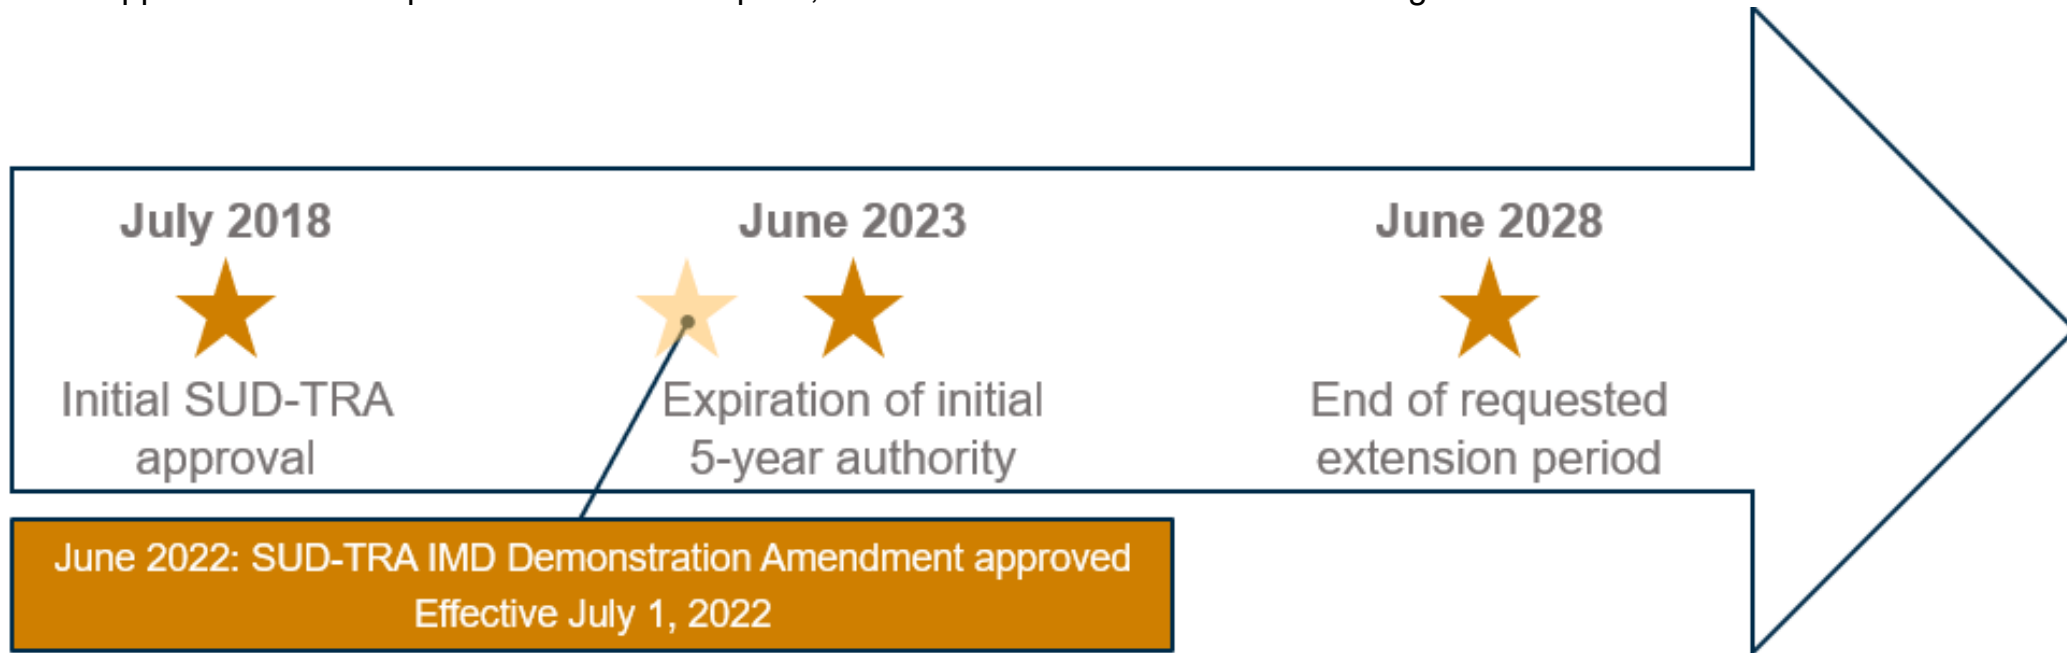 July 2018
June 2023
June 2028
Initial SUD-TRA
approval
Expiration of initial
5-year authority
End of requested
extension period
June 2022: SUD-TRA IMD Demonstration Amendment approved
Effective July 1, 2022